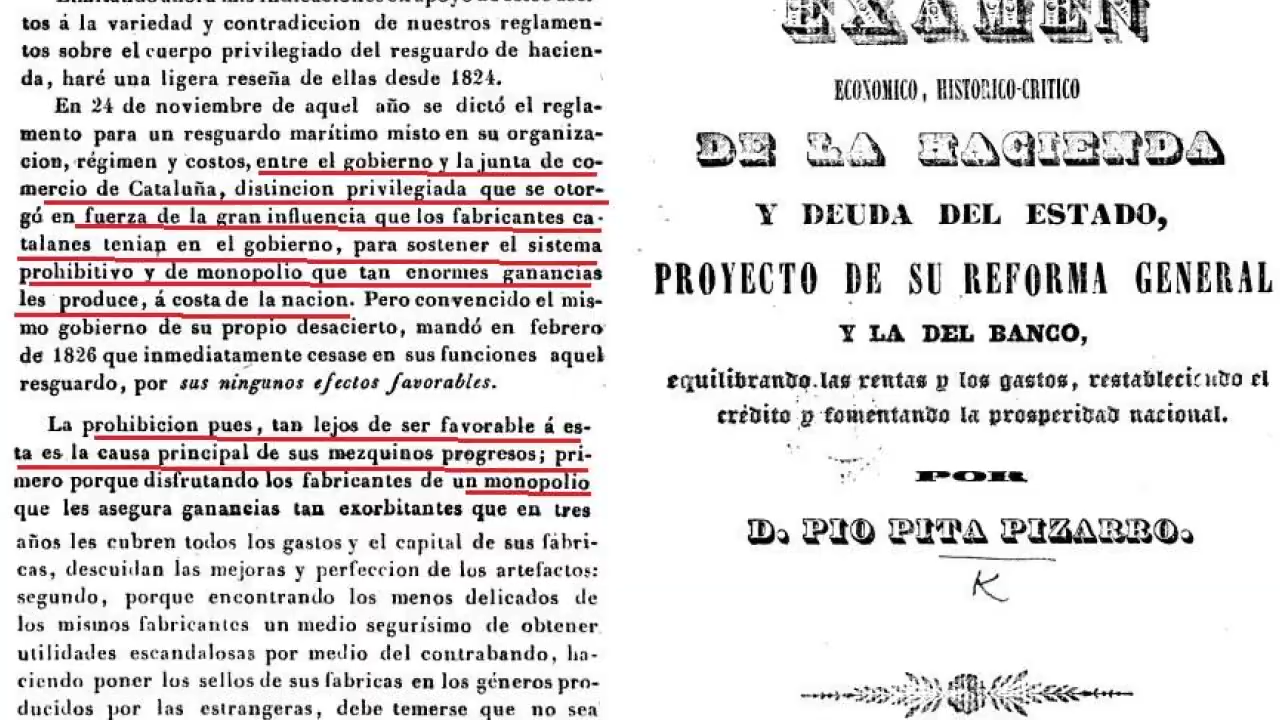 tos á la variedad y contradiccion de nuestros reglamen-
tos sobre el cuerpo privilegiado del resguardo de hacien-
da, haré una ligera reseña de ellas desde 1824.
En 24 de noviembre de aquel año se dictó el regla-
mento para un resguardo marítimo misto en su organiza-
cion, régimen y costos, entre el gobierno y la junta de co-
mercio de Cataluña, distincion privilegiada que se otor-
gó en fuerza de la gran influencia que los fabricantes ca-
talanes tenian en el gobierno, para sostener el sistema
prohibitivo y de monopolio que tan enormes ganancias
les produce, á costa de la nacion. Pero convencido el mis-
mo gobierno de su propio desacierto, mandó en febrero
de 1826 que inmediatamente cesase en sus funciones aquel
resguardo, por sus ningunos efectos favorables.
La prohibicion pues, tan lejos de ser favorable á es-
ta es la causa principal de sus mezquinos progresos; pri-
mero porque disfrutando los fabricantes de un monopolio
que les asegura ganancias tan exorbitantes que en tres
años les cubren todos los gastos y el capital de sus fábri-
cas, descuidan las mejoras y perfeccion de los artefactos:
segundo, porque encontrando los menos delicados de
los mismos fabricantes un medio segurísimo de obtener
utilidades escandalosas por medio del contrabando, ha-
ciendo poner los sellos de sus fabricas en los géneros pro-
ducidos por las estrangeras, debe temerse que no sea
EXAMEN
ECONOMICO, HISTORICO-CRITICO
DE LA HACIENDA
Y DEUDA DEL ESTADO,
PROYECTO DE SU REFORMA GENERAL
Y LA DEL BANCO,
equilibrando las rentas y los gastos, restableciendo el
crédito y fomentando la prosperidad nacional.
POR
D. PIO PITA PIZARRO.
K